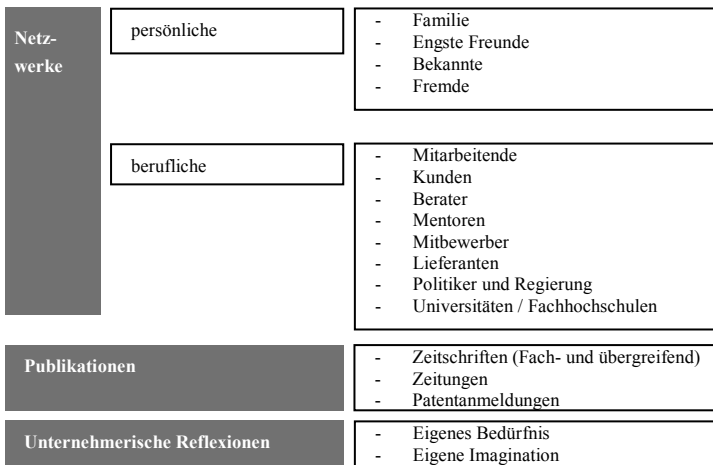 Netz-
werke
persönliche
- Familie
- Engste Freunde
- Bekannte
- Fremde
berufliche
- Mitarbeitende
- Kunden
- Berater
- Mentoren
- Mitbewerber
- Lieferanten
- Politiker und Regierung
- Universitäten / Fachhochschulen
Publikationen
- Zeitschriften (Fach- und übergreifend)
- Zeitungen
- Patentanmeldungen
Unternehmerische Reflexionen
- Eigenes Bedürfnis
- Eigene Imagination